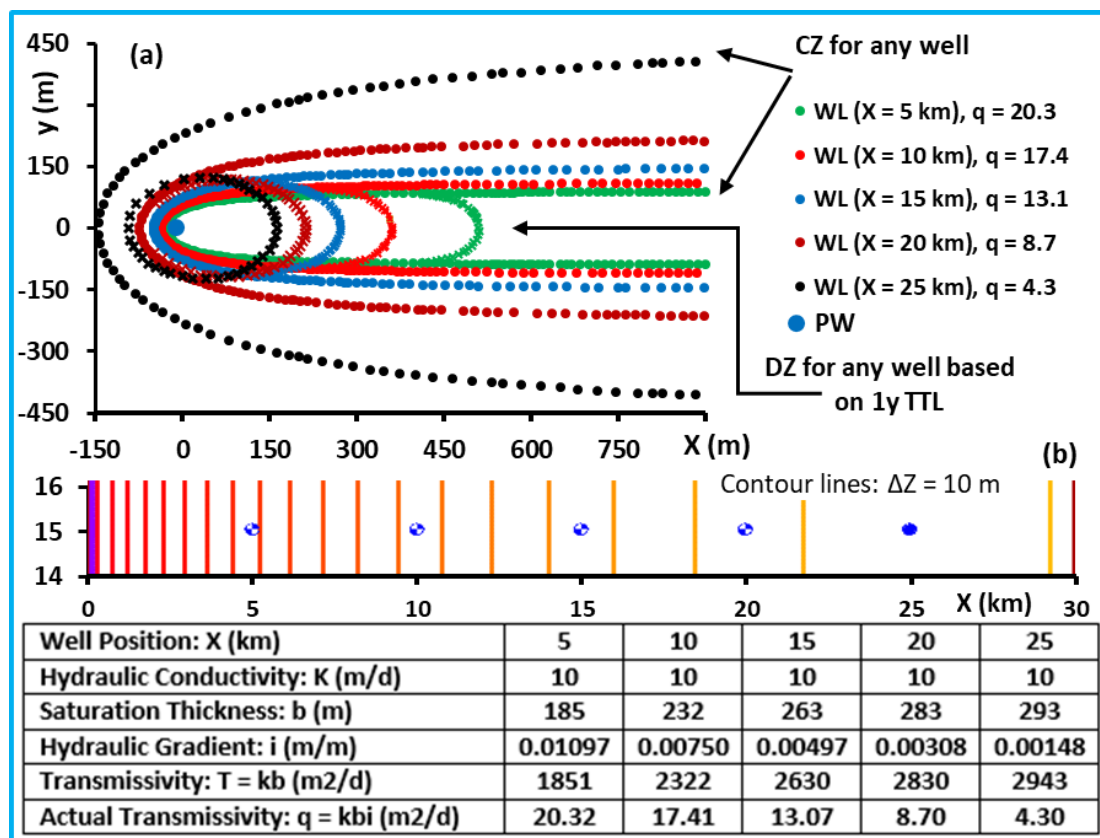 (a)
y (m)
450
150
0
-150
-300
-450
CZ for any well
WL (X = 5 km), q = 20.3
WL (X = 10 km), q = 17.4
WL (X = 15 km), q = 13.1
WL (X = 20 km), q = 8.7
WL (X = 25 km), q = 4.3
PW
DZ for any well based
on 1y TTL
-150 0 150 300 450 600 750 X (m)
(b)
Contour lines: ΔZ = 10 m
16
15
14
0 5 10 15 20 25 X (km) 30
Well Position: X (km) 5 10 15 20 25
Hydraulic Conductivity: K (m/d) 10 10 10 10 10
Saturation Thickness: b (m) 185 232 263 283 293
Hydraulic Gradient: i (m/m) 0.01097 0.00750 0.00497 0.00308 0.00148
Transmissivity: T = kb (m2/d) 1851 2322 2630 2830 2943
Actual Transmissivity: q = kbi (m2/d) 20.32 17.41 13.07 8.70 4.30